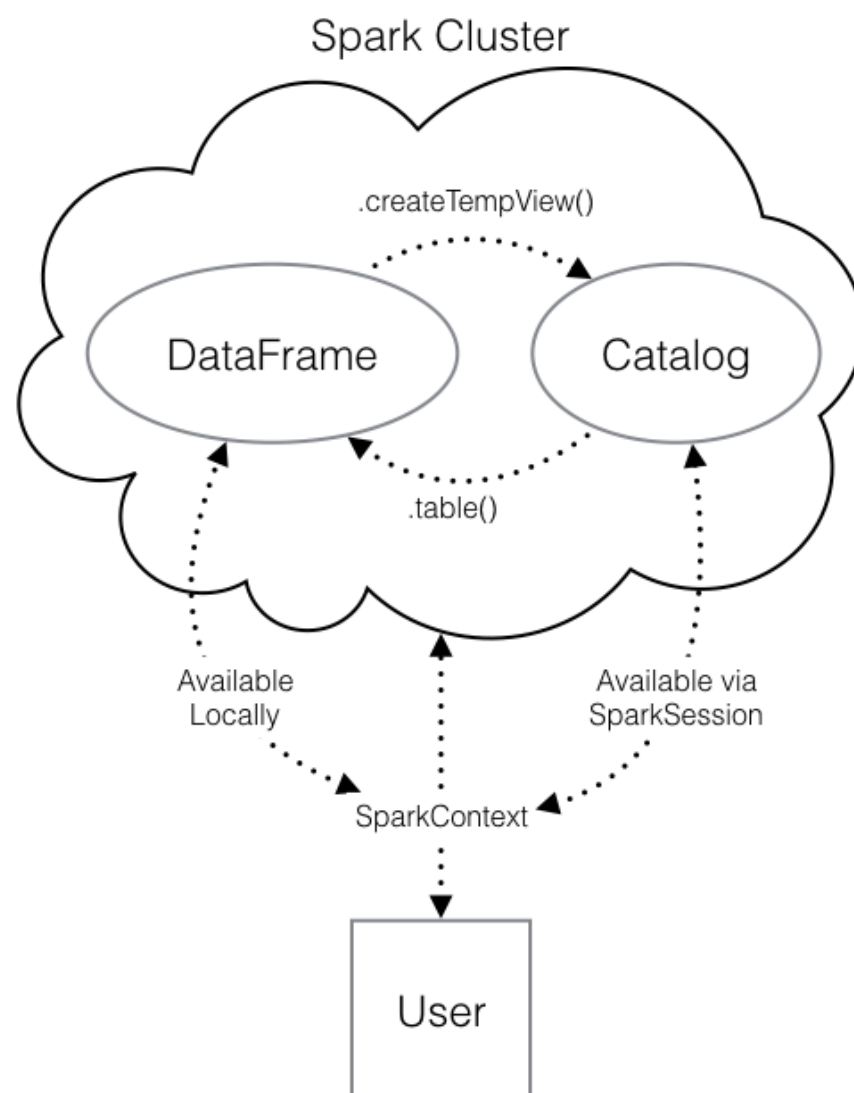 Spark Cluster
.createTempView()
DataFrame
Catalog
.table()
Available
Locally
Available via
SparkSession
SparkContext
User